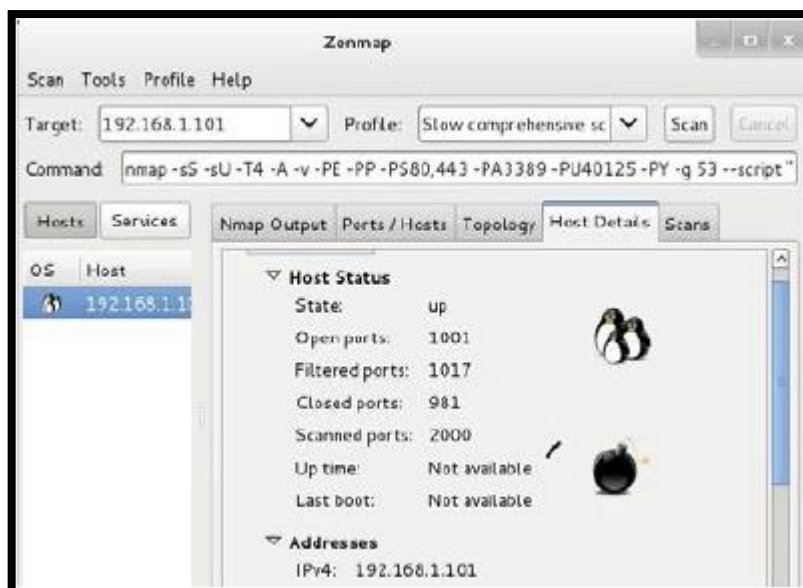 Zenmap
Scan Tools Profile Help
Target: 192.168.1.101 Profile: Slow comprehensive sc Scan Cancel
Command: nmap -sS -sU -T4 -A -v -PE -PP -PS80,443 -PA3389 -PU40125 -PY -g 53 --script "
Hosts Services Nmap Output Ports / Hosts Topology Host Details Scans
OS Host
192.168.1.10
Host Status
State: up
Open ports: 1001
Filtered ports: 1017
Closed ports: 981
Scanned ports: 2000
Up time: Not available
Last boot: Not available
Addresses
IPv4: 192.168.1.101